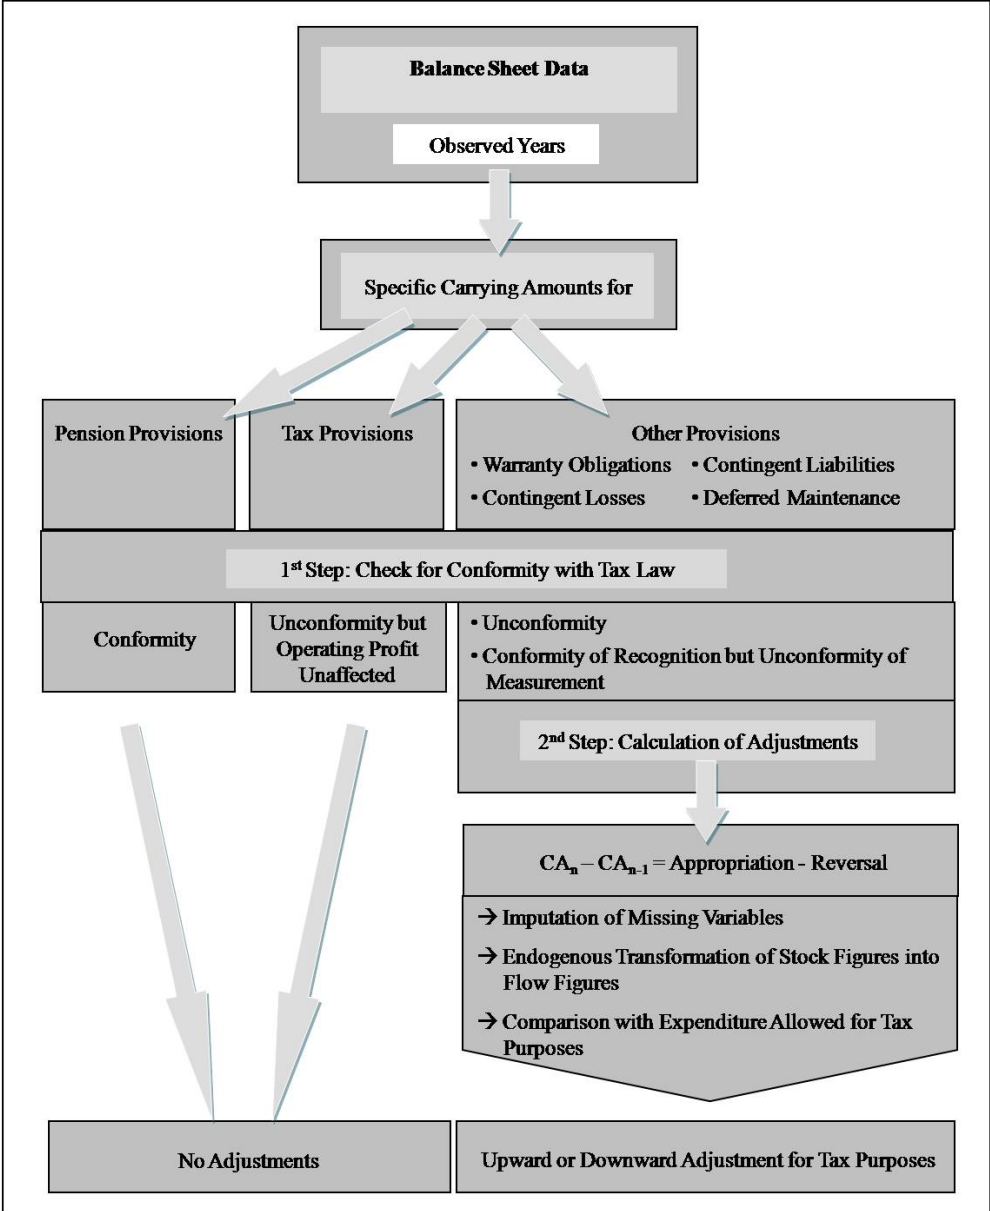 Balance Sheet Data
Observed Years
Specific Carrying Amounts for
Pension Provisions
Tax Provisions
Other Provisions
• Warranty Obligations • Contingent Liabilities
• Contingent Losses • Deferred Maintenance
1st Step: Check for Conformity with Tax Law
Conformity
Unconformity but
Operating Profit
Unaffected
• Unconformity
• Conformity of Recognition but Unconformity of
Measurement
2nd Step: Calculation of Adjustments
CAn – CAn-1 = Appropriation - Reversal
→ Imputation of Missing Variables
→ Endogenous Transformation of Stock Figures into
Flow Figures
→ Comparison with Expenditure Allowed for Tax
Purposes
No Adjustments
Upward or Downward Adjustment for Tax Purposes